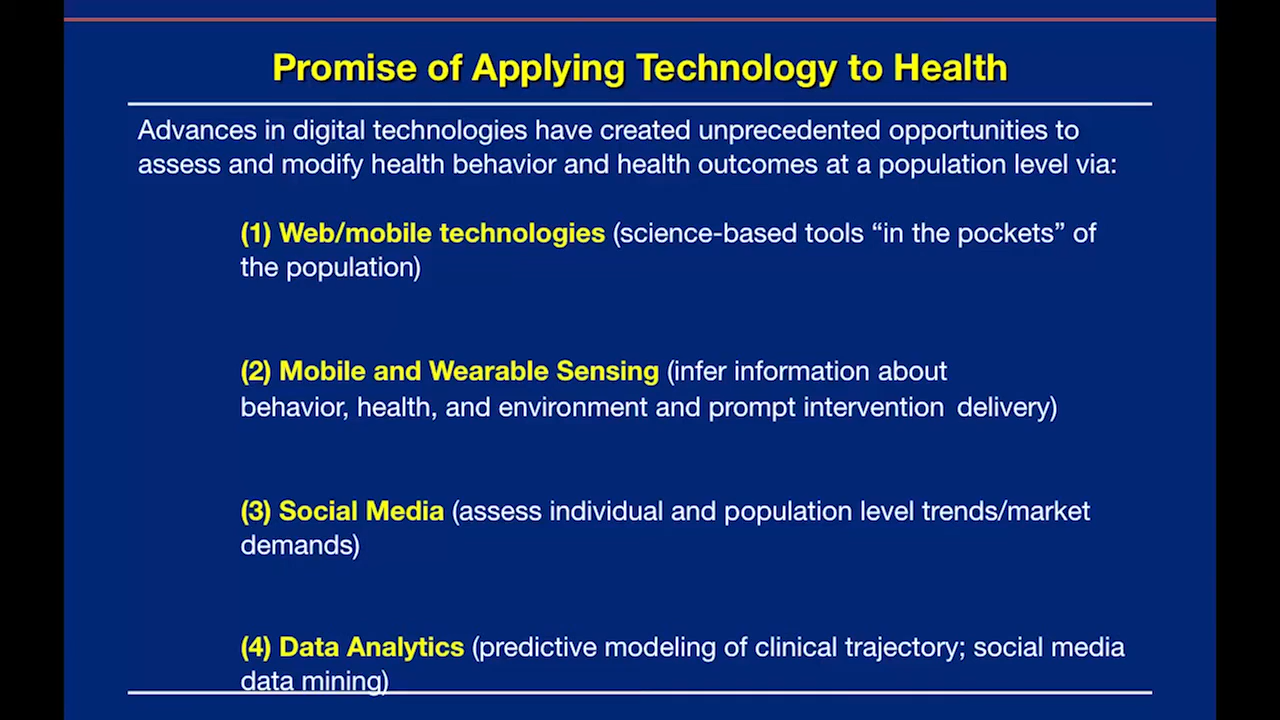 Promise of Applying Technology to Health
Advances in digital technologies have created unprecedented opportunities to
assess and modify health behavior and health outcomes at a population level via:
(1) Web/mobile technologies (science-based tools “in the pockets” of
the population)
(2) Mobile and Wearable Sensing (infer information about
behavior, health, and environment and prompt intervention delivery)
(3) Social Media (assess individual and population level trends/market
demands)
(4) Data Analytics (predictive modeling of clinical trajectory; social media
data mining)